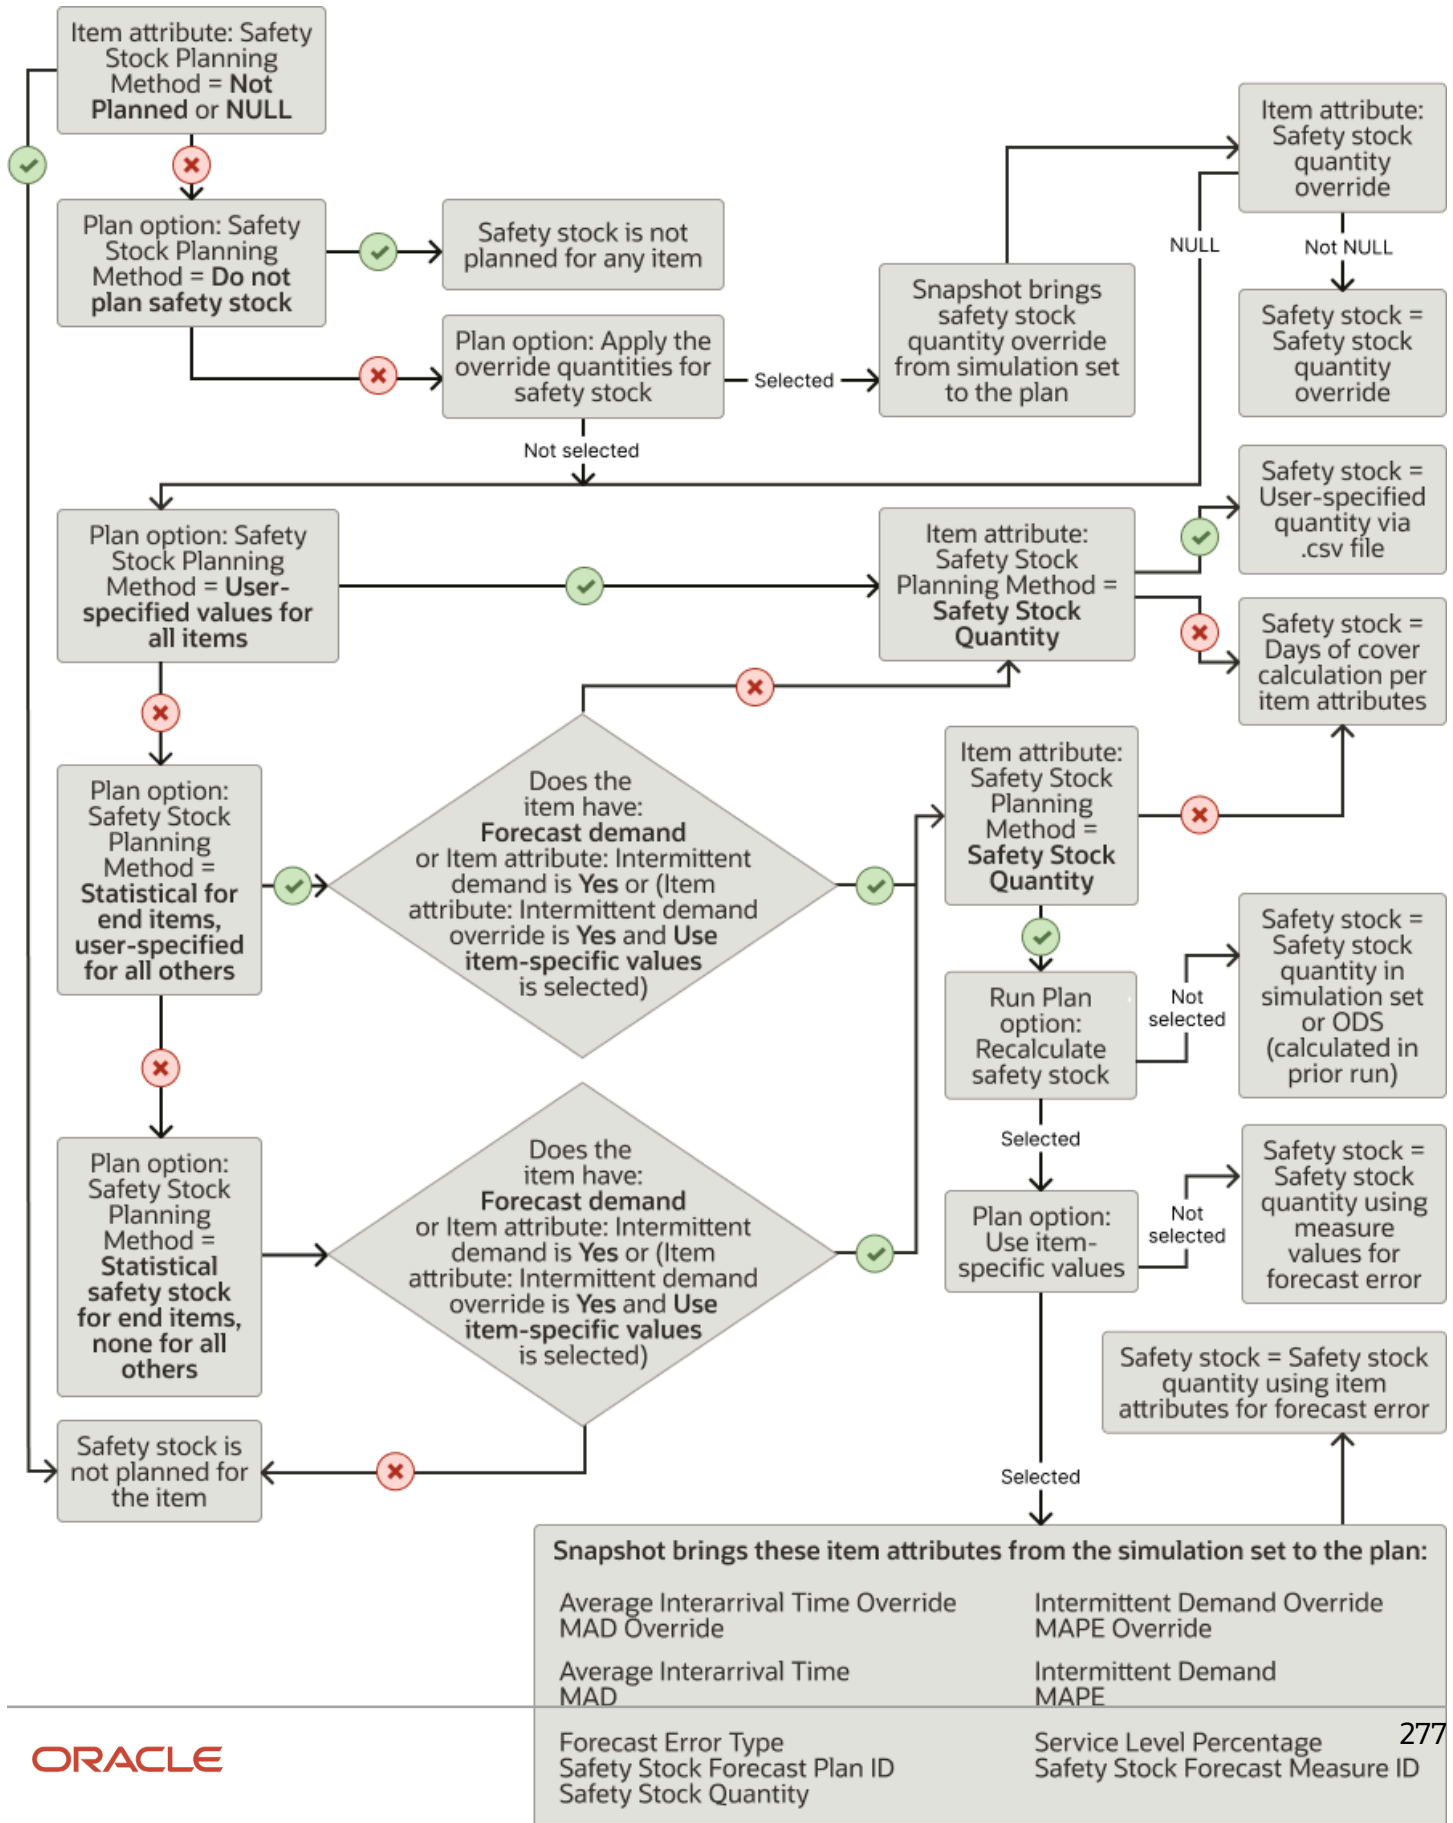 Item attribute: Safety
Stock Planning
Method = Not
Planned or NULL
Plan option: Safety
Stock Planning
Method = Do not
plan safety stock
Safety stock is not
planned for any item
Plan option: Apply the
override quantities for
safety stock
Selected
Not selected
Snapshot brings
safety stock
quantity override
from simulation set
to the plan
Item attribute:
Safety stock
quantity
override
NULL
Not NULL
Safety stock =
Safety stock
quantity
override
Plan option: Safety
Stock Planning
Method = User-
specified values for
all items
Item attribute:
Safety Stock
Planning Method =
Safety Stock
Quantity
Safety stock =
User-specified
quantity via
.csv file
Safety stock =
Days of cover
calculation per
item attributes
Plan option:
Safety Stock
Planning
Method =
Statistical for
end items,
user-specified
for all others
Does the
item have:
Forecast demand
or Item attribute: Intermittent
demand is Yes or (Item
attribute: Intermittent demand
override is Yes and Use
item-specific values
is selected)
Item attribute:
Safety Stock
Planning
Method =
Safety Stock
Quantity
Run Plan
option:
Recalculate
safety stock
Not
selected
Safety stock =
Safety stock
quantity in
simulation set
or ODS
(calculated in
prior run)
Selected
Plan option:
Safety Stock
Planning
Method =
Statistical
safety stock
for end items,
none for all
others
Does the
item have:
Forecast demand
or Item attribute: Intermittent
demand is Yes or (Item
attribute: Intermittent demand
override is Yes and Use
item-specific values
is selected)
Plan option:
Use item-
specific values
Not
selected
Safety stock =
Safety stock
quantity using
measure
values for
forecast error
Safety stock = Safety stock
quantity using item
attributes for forecast error
Safety stock is
not planned for
the item
Selected
Snapshot brings these item attributes from the simulation set to the plan:
Average Interarrival Time Override
MAD Override
Intermittent Demand Override
MAPE Override
Average Interarrival Time
MAD
Intermittent Demand
MAPE
Forecast Error Type
Safety Stock Forecast Plan ID
Safety Stock Quantity
Service Level Percentage
Safety Stock Forecast Measure ID
277
ORACLE